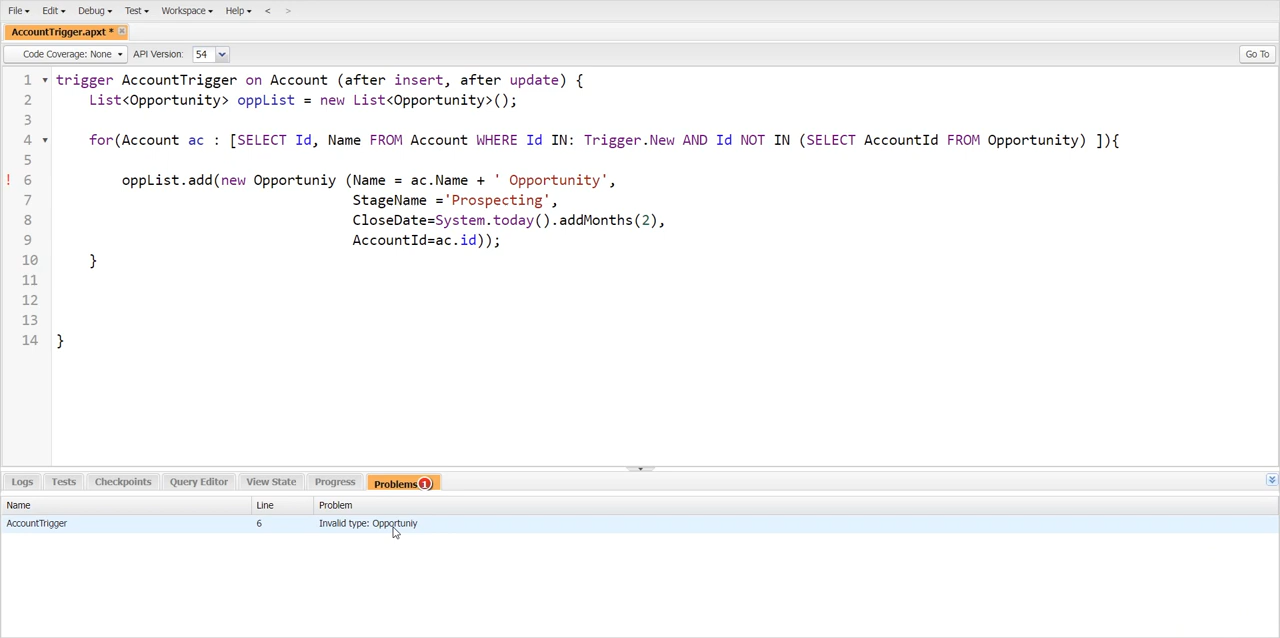 File Edit Debug Test Workspace Help < >
AccountTrigger.apxt *
Code Coverage: None API Version: 54 Go To
1 trigger AccountTrigger on Account (after insert, after update) {
2 List<Opportunity> oppList = new List<Opportunity>();
3
4 for(Account ac : [SELECT Id, Name FROM Account WHERE Id IN: Trigger.New AND Id NOT IN (SELECT AccountId FROM Opportunity) ]){
5
! 6 oppList.add(new Opportuniy (Name = ac.Name + ' Opportunity',
7 StageName ='Prospecting',
8 CloseDate=System.today().addMonths(2),
9 AccountId=ac.id));
10 }
11
12
13
14 }
Logs Tests Checkpoints Query Editor View State Progress Problems 1
Name Line Problem
AccountTrigger 6 Invalid type: Opportuniy